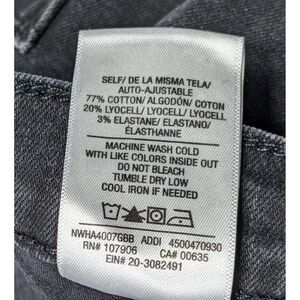 SELF/ DE LA MISMA TELA/
AUTO-AJUSTABLE
77% COTTON/ ALGODÓN/ COTON
20% LYOCELL/ LYOCELL/ LYOCELL
3% ELASTANE/ ELASTANO/
ÉLASTHANNE
MACHINE WASH COLD
WITH LIKE COLORS INSIDE OUT
DO NOT BLEACH
TUMBLE DRY LOW
COOL IRON IF NEEDED
NWHA4007GBB ADDI 4500470930
RN# 107906 CA# 00635
EIN# 20-3082491